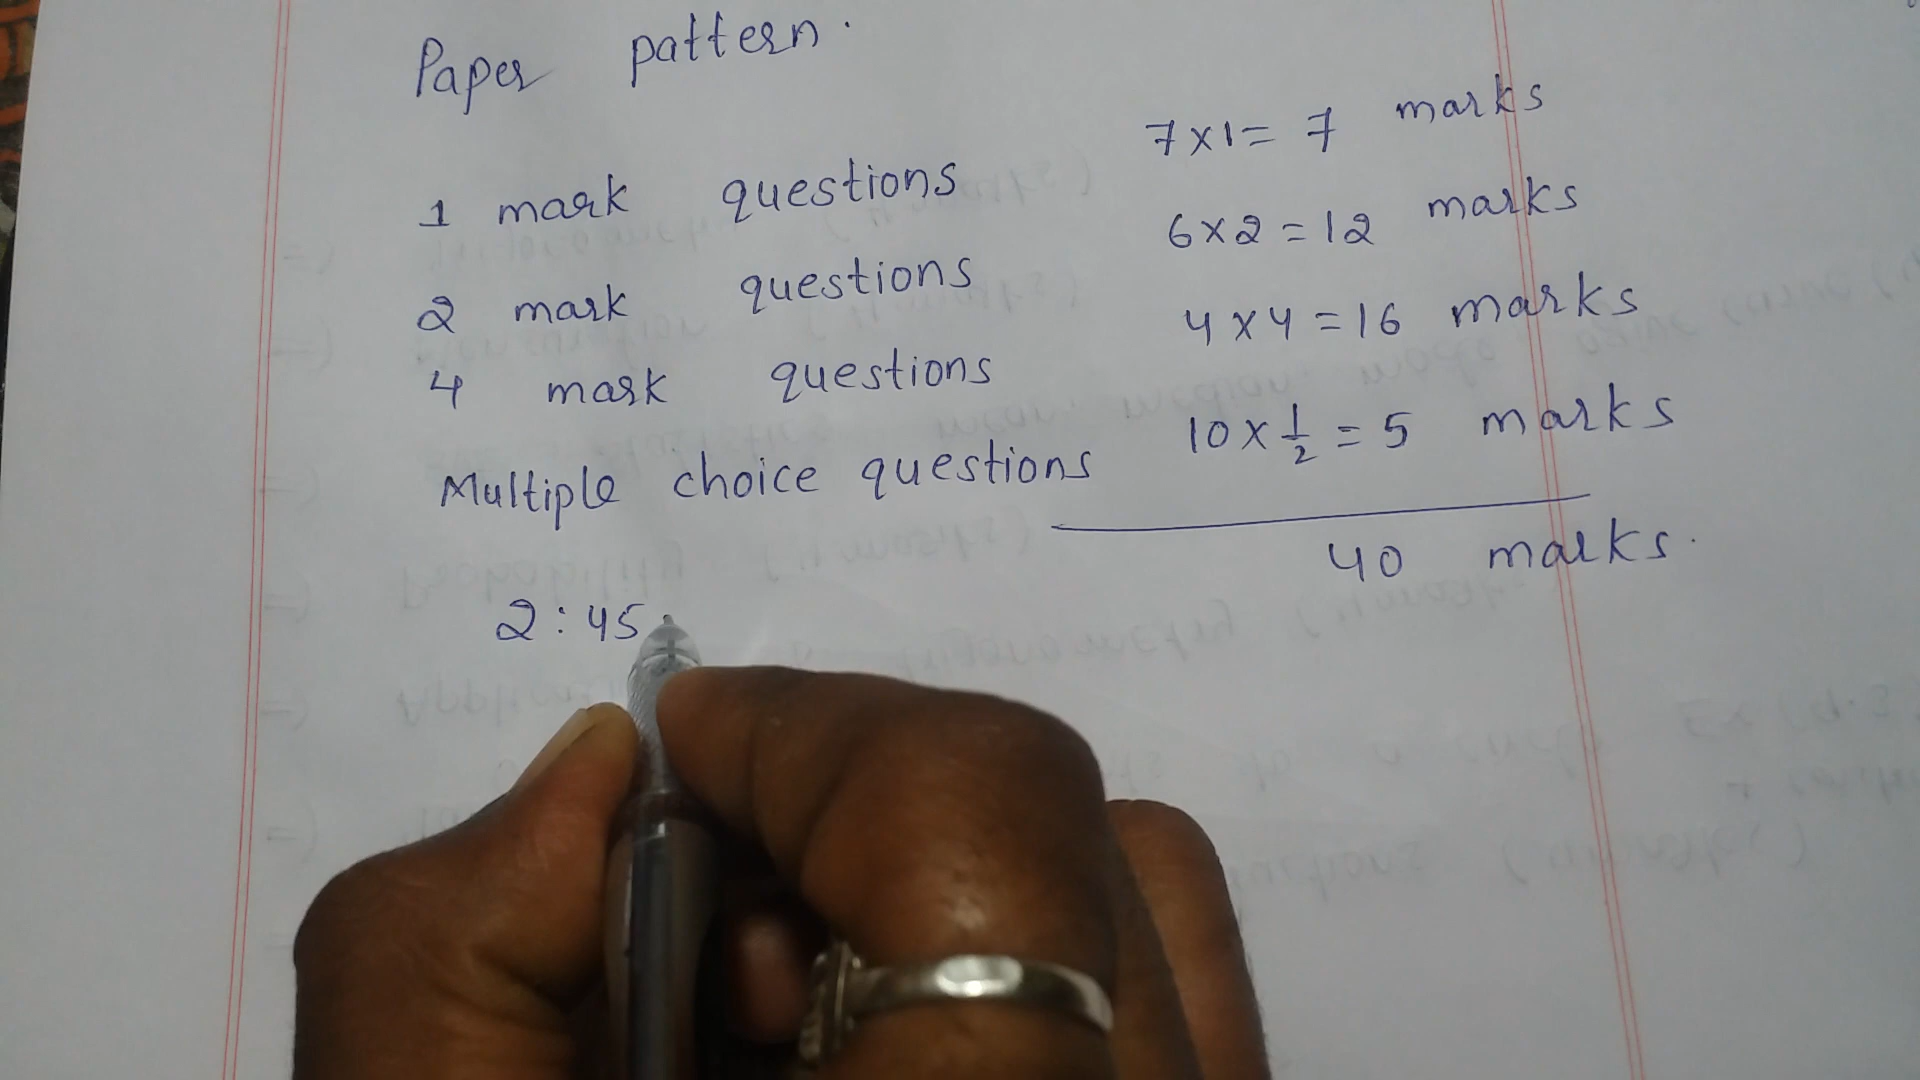 Paper pattern.
1 mark questions 7x1= 7 marks
2 mark questions 6x2=12 marks
4 mark questions 4x4=16 marks
Multiple choice questions 10x1/2=5 marks
40 marks.
2:45